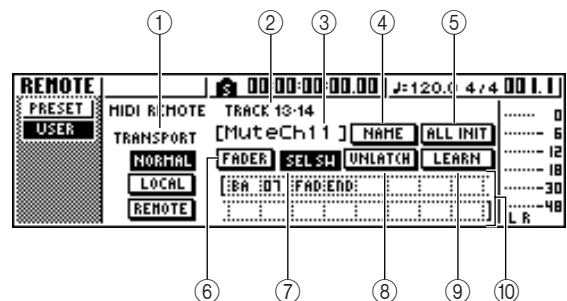 ① ② ③ ④ ⑤
REMOTE S 00:00:00:00.00 ♩=120.0 4/4 001.1
PRESET MIDI REMOTE TRACK 13-14 0
USER TRANSPORT [MuteCh11 ] NAME ALL INIT 6
NORMAL FADER SEL SW UNLATCH LEARN 12
18
LOCAL [BA 07 FAD END 30
REMOTE ] 48
L R
⑥ ⑦ ⑧ ⑨ ⑩